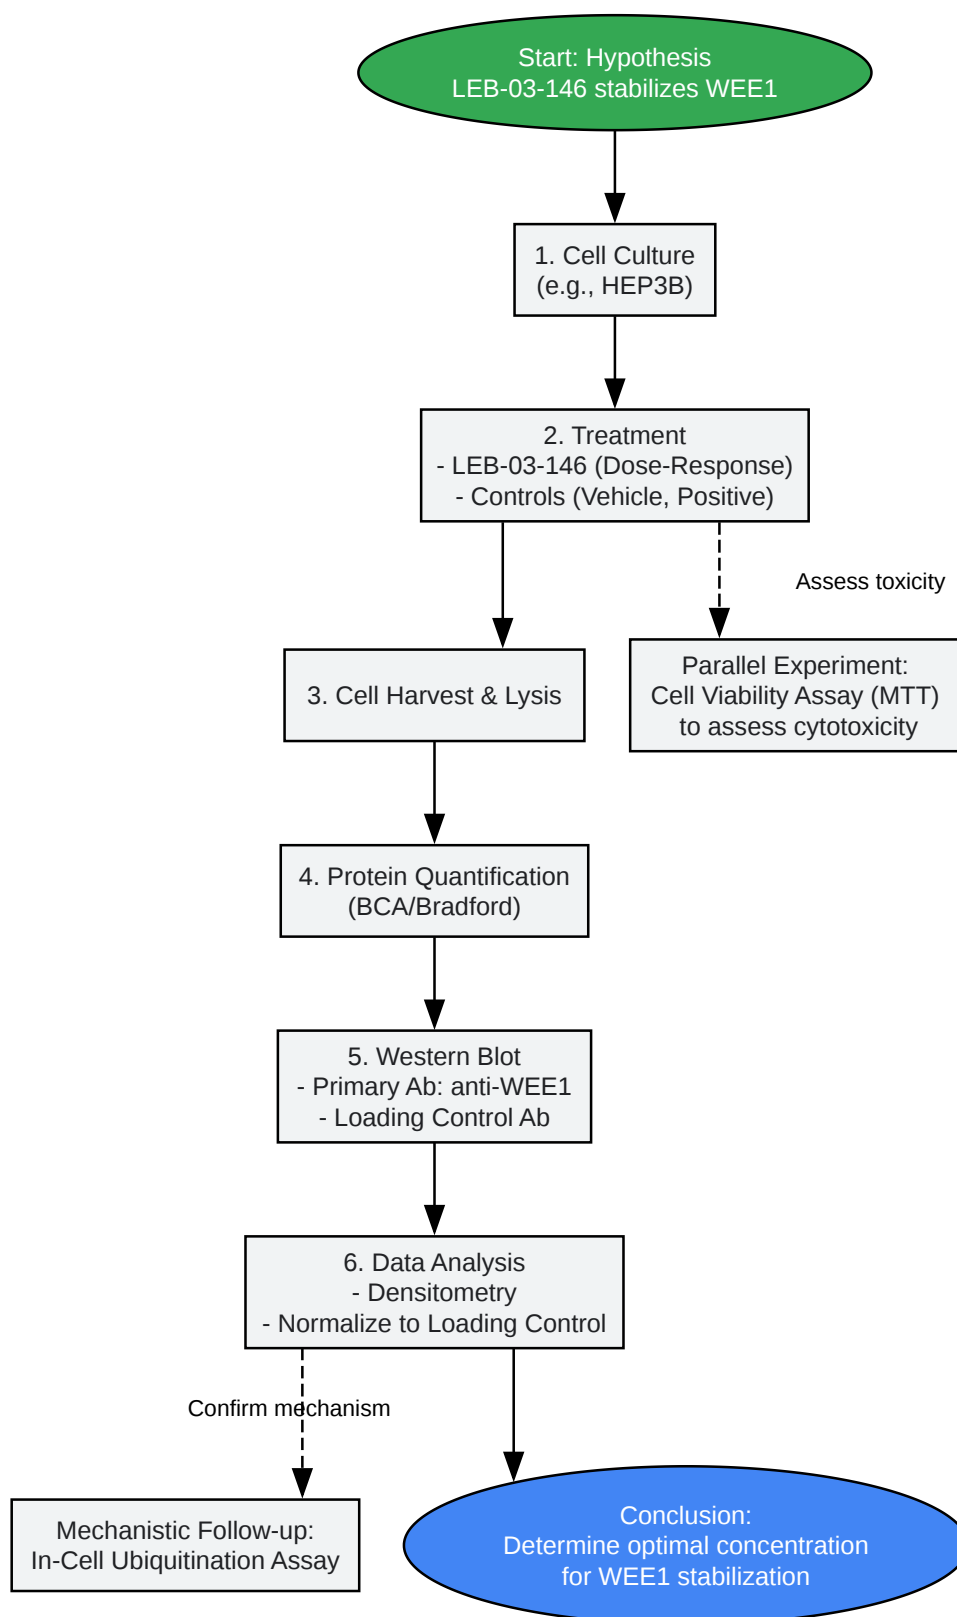 Start: Hypothesis
LEB-03-146 stabilizes WEE1
1. Cell Culture
(e.g., HEP3B)
2. Treatment
- LEB-03-146 (Dose-Response)
- Controls (Vehicle, Positive)
Assess toxicity
3. Cell Harvest & Lysis
Parallel Experiment:
Cell Viability Assay (MTT)
to assess cytotoxicity
4. Protein Quantification
(BCA/Bradford)
5. Western Blot
- Primary Ab: anti-WEE1
- Loading Control Ab
6. Data Analysis
- Densitometry
- Normalize to Loading Control
Confirm mechanism
Mechanistic Follow-up:
In-Cell Ubiquitination Assay
Conclusion:
Determine optimal concentration
for WEE1 stabilization